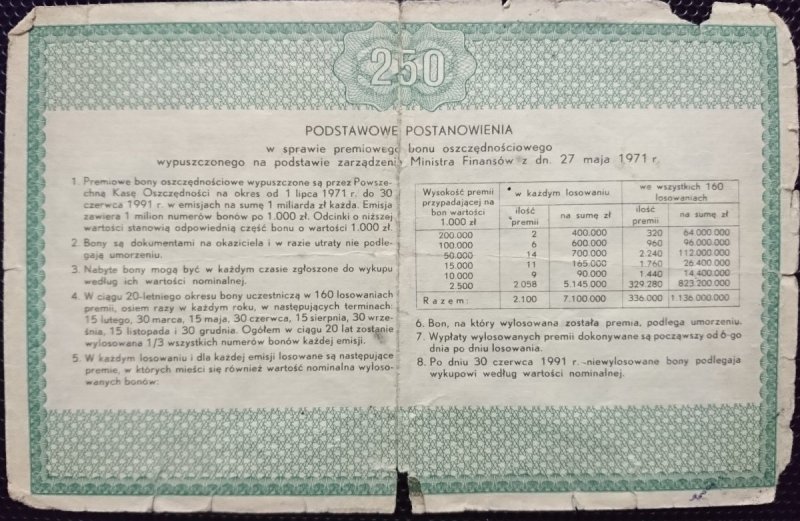 250
PODSTAWOWE POSTANOWIENIA
w sprawie premiowego bonu oszczędnościowego
wypuszczonego na podstawie zarządzenia Ministra Finansów z dn. 27 maja 1971 r.
1. Premiowe bony oszczędnościowe wypuszczone są przez Powsze-
chną Kasę Oszczędności na okres od 1 lipca 1971 r. do 30
czerwca 1991 r. w emisjach na sumę 1 miliarda zł każda. Emisja
zawiera 1 milion numerów bonów po 1.000 zł. Odcinki o niższej
wartości stanowią odpowiednią część bonu o wartości 1.000 zł.
2. Bony są dokumentami na okaziciela i w razie utraty nie podle-
gają umorzeniu.
3. Nabyte bony mogą być w każdym czasie zgłoszone do wykupu
według ich wartości nominalnej.
4. W ciągu 20-letniego okresu bony uczestniczą w 160 losowaniach
premii, osiem razy w każdym roku, w następujących terminach:
15 lutego, 30 marca, 15 maja, 30 czerwca, 15 sierpnia, 30 wrze-
śnia, 15 listopada i 30 grudnia. Ogółem w ciągu 20 lat zostanie
wylosowana 1/3 wszystkich numerów bonów każdej emisji.
5. W każdym losowaniu i dla każdej emisji losowane są następujące
premie, w których mieści się również wartość nominalna wyloso-
wanych bonów:
Wysokość premii przypadającej na bon wartości 1.000 zł
w każdym losowaniu
we wszystkich 160 losowaniach
ilość premii na sumę zł ilość premii na sumę zł
200.000 2 400.000 320 64 000 000
100.000 6 600.000 960 96.000 000
50.000 14 700 000 2.240 112.000 000
15.000 11 165.000 1.760 26 400 000
10.000 9 90.000 1.440 14,400 000
2.500 2 058 5.145 000 329.280 823 200 000
Razem: 2.100 7.100 000 336.000 1 136 000 000
6. Bon, na który wylosowana została premia, podlega umorzeniu.
7. Wypłaty wylosowanych premii dokonywane są począwszy od 6-go
dnia po dniu losowania.
8. Po dniu 30 czerwca 1991 r. niewylosowane bony podlegają
wykupowi według wartości nominalnej.